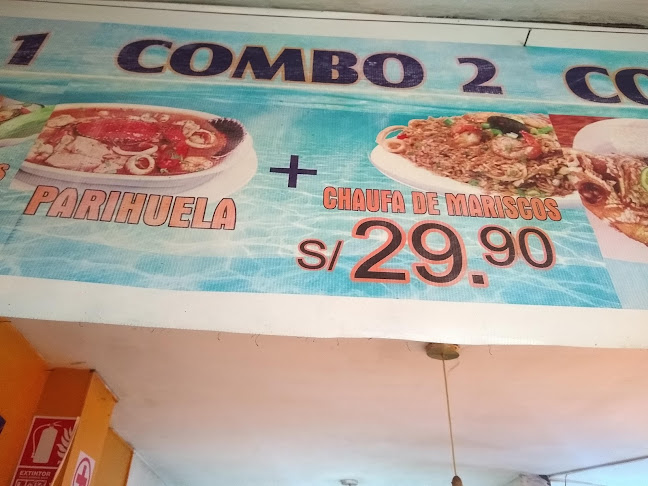 1
COMBO 2
CO
PARIHUELA
+
CHAUFA DE MARISCOS
S/ 29.90
EXTINTOR